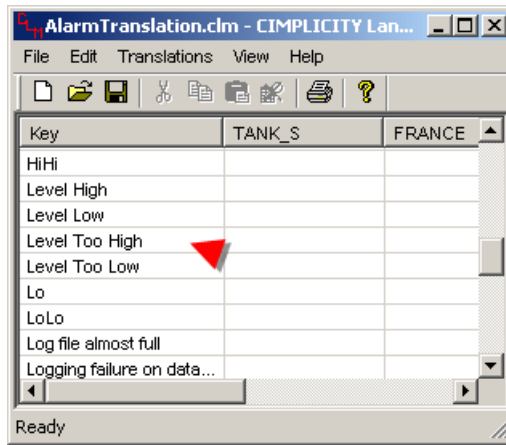 AlarmTranslation.clm - CIMPLICITY Lan...
File Edit Translations View Help
Key TANK_S FRANCE
HiHi
Level High
Level Low
Level Too High
Level Too Low
Lo
LoLo
Log file almost full
Logging failure on data...
Ready